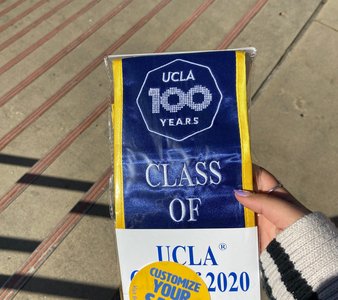 UCLA
100
YEARS
CLASS
OF
UCLA®
2020
CUSTOMIZE
YOUR